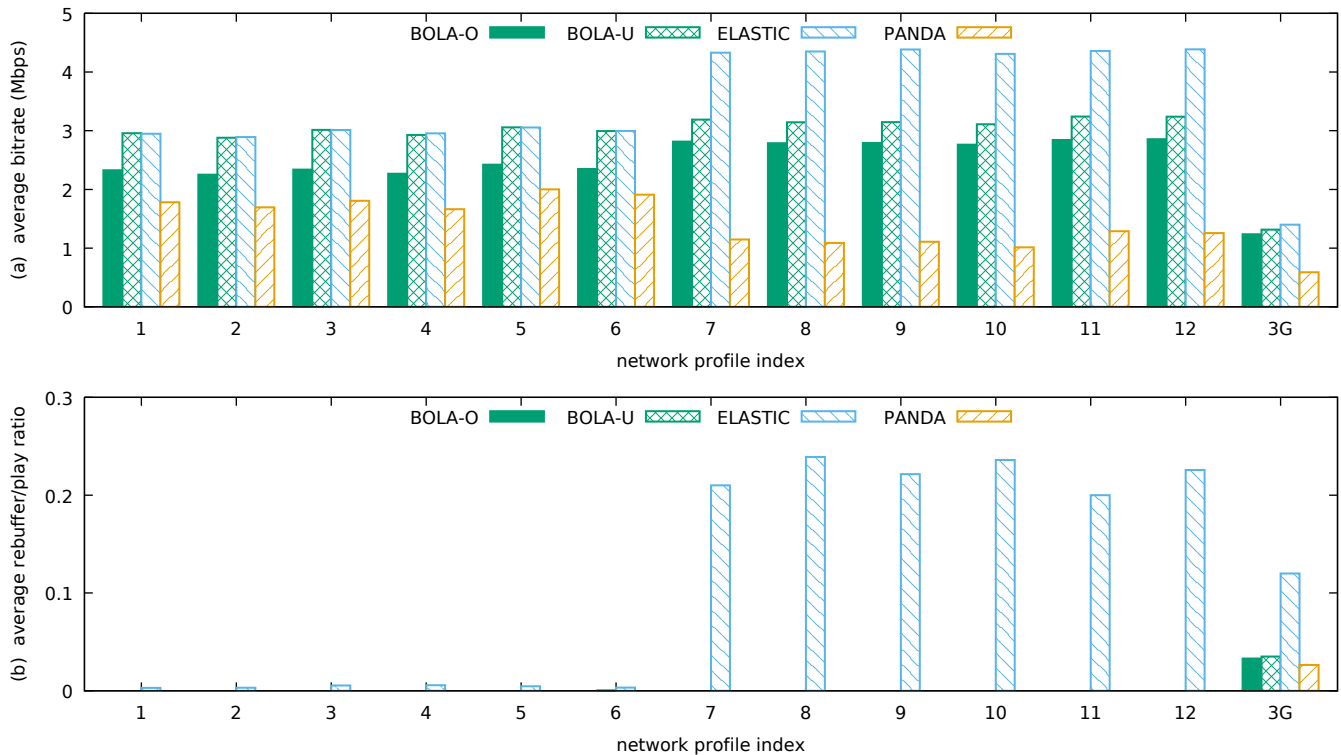 (a) average bitrate (Mbps)
5
4
3
2
1
0
BOLA-O BOLA-U ELASTIC PANDA
1 2 3 4 5 6 7 8 9 10 11 12 3G
network profile index
(b) average rebuffer/play ratio
0.3
0.2
0.1
0
BOLA-O BOLA-U ELASTIC PANDA
1 2 3 4 5 6 7 8 9 10 11 12 3G
network profile index